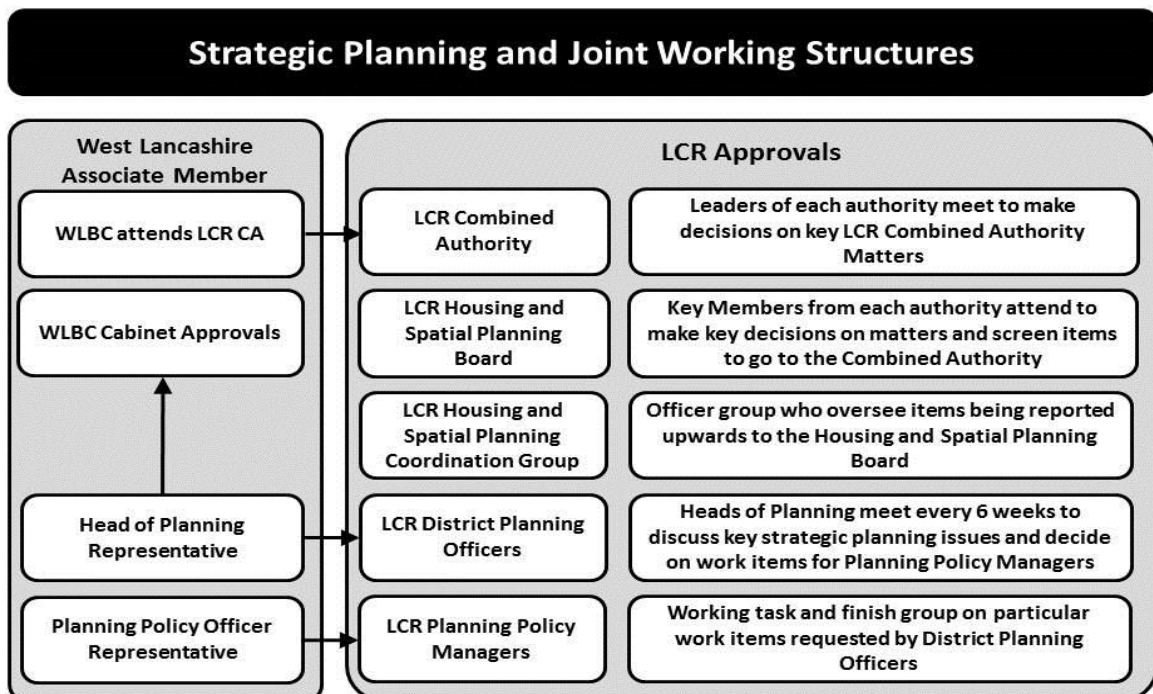 Strategic Planning and Joint Working Structures
West Lancashire
Associate Member
WLBC attends LCR CA
WLBC Cabinet Approvals
Head of Planning
Representative
Planning Policy Officer
Representative
LCR Approvals
LCR Combined
Authority
Leaders of each authority meet to make
decisions on key LCR Combined Authority
Matters
LCR Housing and
Spatial Planning
Board
Key Members from each authority attend to
make key decisions on matters and screen items
to go to the Combined Authority
LCR Housing and
Spatial Planning
Coordination Group
Officer group who oversee items being reported
upwards to the Housing and Spatial Planning
Board
LCR District Planning
Officers
Heads of Planning meet every 6 weeks to
discuss key strategic planning issues and decide
on work items for Planning Policy Managers
LCR Planning Policy
Managers
Working task and finish group on particular
work items requested by District Planning
Officers